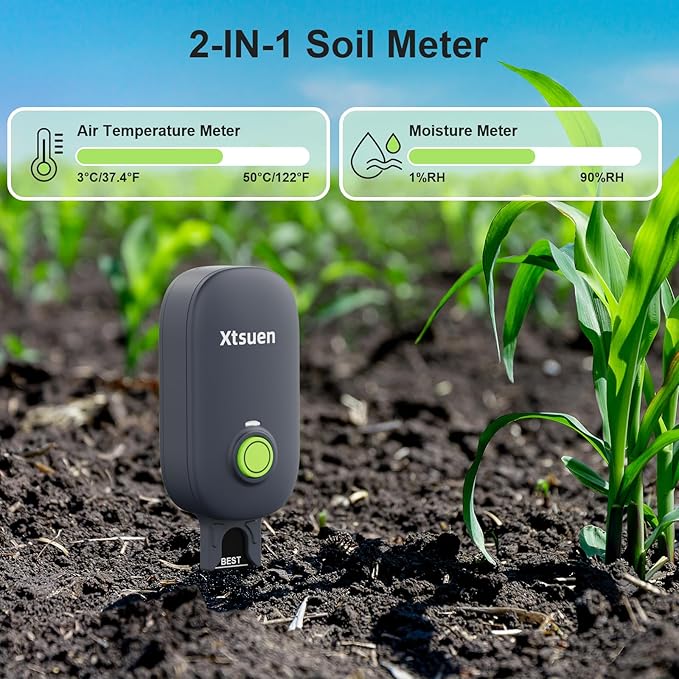 2-IN-1 Soil Meter
Air Temperature Meter
3°C/37.4°F 50°C/122°F
Moisture Meter
1%RH 90%RH
Xtsuen
BEST